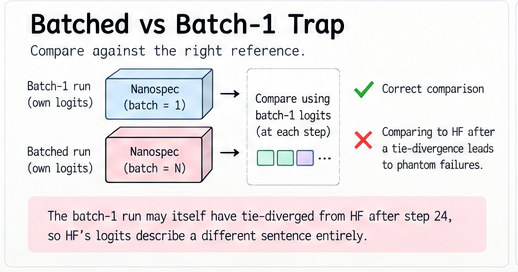 Batched vs Batch-1 Trap
Compare against the right reference.
Batch-1 run
(own logits)
Nanospec
(batch = 1)
Batched run
(own logits)
Nanospec
(batch = N)
Compare using
batch-1 logits
(at each step)
...
Correct comparison
Comparing to HF after
a tie-divergence leads
to phantom failures.
The batch-1 run may itself have tie-diverged from HF after step 24,
so HF's logits describe a different sentence entirely.